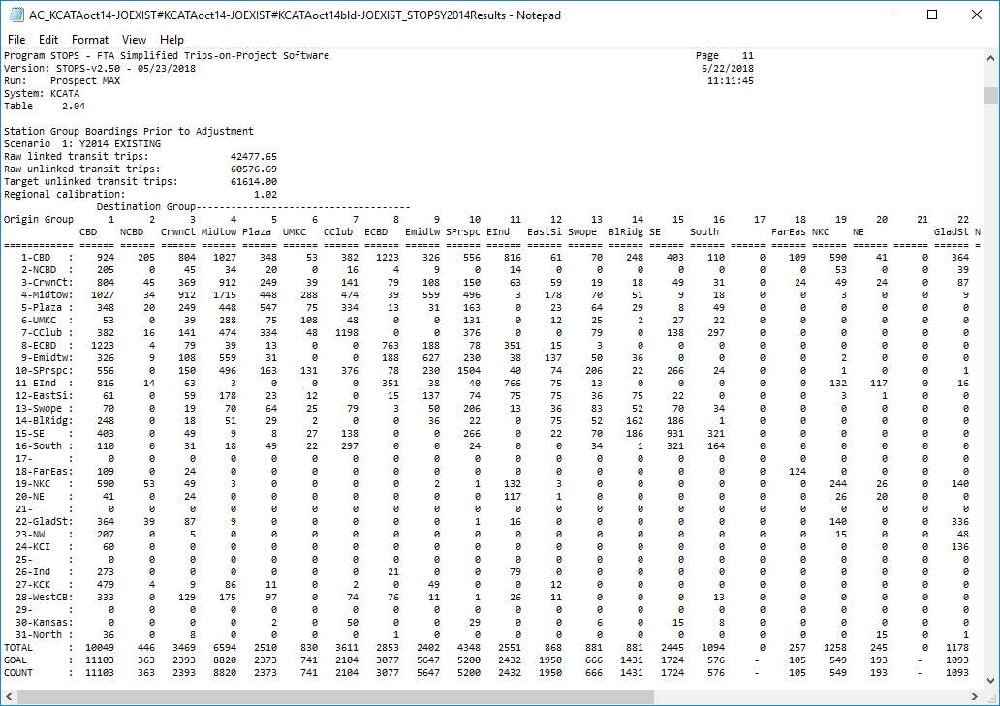 AC_KCATAoct14-JOEXIST#KCATAoct14-JOEXIST#KCATAoct14bld-JOEXIST_STOPSY2014Results - Notepad
File Edit Format View Help
Program STOPS - FTA Simplified Trips-on-Project Software Page 11
Version: STOPS-v2.50 - 05/23/2018 6/22/2018
Run: Prospect MAX 11:11:45
System: KCATA
Table 2.04
Station Group Boardings Prior to Adjustment
Scenario 1: Y2014 EXISTING
Raw linked transit trips: 42477.65
Raw unlinked transit trips: 60576.69
Target unlinked transit trips: 61614.00
Regional calibration: 1.02
Destination Group-------------------------------------
Origin Group 1 2 3 4 5 6 7 8 9 10 11 12 13 14 15 16 17 18 19 20 21 22
CBD NCBD CrwnCt Midtow Plaza UMKC CClub ECBD Emidtw SPrspc EInd EastSi Swope BlRidg SE South FarEas NKC NE GladSt N
============ ====== ====== ====== ====== ====== ====== ====== ====== ====== ====== ====== ====== ====== ====== ====== ====== ====== ====== ====== ====== ====== ====== =
1-CBD : 924 205 804 1027 348 53 382 1223 326 556 816 61 70 248 403 110 0 109 590 41 0 364
2-NCBD : 205 0 45 34 20 0 16 4 9 0 14 0 0 0 0 0 0 0 53 0 0 39
3-CrwnCt: 804 45 369 912 249 39 141 79 108 150 63 59 19 18 49 31 0 24 49 24 0 87
4-Midtow: 1027 34 912 1715 448 288 474 39 559 496 3 178 70 51 9 18 0 0 3 0 0 9
5-Plaza : 348 20 249 448 547 75 334 13 31 163 0 23 64 29 8 49 0 0 0 0 0 0
6-UMKC : 53 0 39 288 75 108 48 0 0 131 0 12 25 2 27 22 0 0 0 0 0 0
7-CClub : 382 16 141 474 334 48 1198 0 0 376 0 0 79 0 138 297 0 0 0 0 0 0
8-ECBD : 1223 4 79 39 13 0 0 763 188 78 351 15 3 0 0 0 0 0 0 0 0 0
9-Emidtw: 326 9 108 559 31 0 0 188 627 230 38 137 50 36 0 0 0 0 2 0 0 0
10-SPrspc: 556 0 150 496 163 131 376 78 230 1504 40 74 206 22 266 24 0 0 1 0 0 1
11-EInd : 816 14 63 3 0 0 0 351 38 40 766 75 13 0 0 0 0 0 132 117 0 16
12-EastSi: 61 0 59 178 23 12 0 15 137 74 75 75 36 75 22 0 0 0 3 1 0 0
13-Swope : 70 0 19 70 64 25 79 3 50 206 13 36 83 52 70 34 0 0 0 0 0 0
14-BlRidg: 248 0 18 51 29 2 0 0 36 22 0 75 52 162 186 1 0 0 0 0 0 0
15-SE : 403 0 49 9 8 27 138 0 0 266 0 22 70 186 931 321 0 0 0 0 0 0
16-South : 110 0 31 18 49 22 297 0 0 24 0 0 34 1 321 164 0 0 0 0 0 0
17- : 0 0 0 0 0 0 0 0 0 0 0 0 0 0 0 0 0 0 0 0 0 0
18-FarEas: 109 0 24 0 0 0 0 0 0 0 0 0 0 0 0 0 0 124 0 0 0 0
19-NKC : 590 53 49 3 0 0 0 0 2 1 132 3 0 0 0 0 0 0 244 26 0 140
20-NE : 41 0 24 0 0 0 0 0 0 0 117 1 0 0 0 0 0 0 26 20 0 0
21- : 0 0 0 0 0 0 0 0 0 0 0 0 0 0 0 0 0 0 0 0 0 0
22-GladSt: 364 39 87 9 0 0 0 0 0 1 16 0 0 0 0 0 0 0 140 0 0 336
23-NW : 207 0 5 0 0 0 0 0 0 0 0 0 0 0 0 0 0 0 15 0 0 48
24-KCI : 60 0 0 0 0 0 0 0 0 0 0 0 0 0 0 0 0 0 0 0 0 136
25- : 0 0 0 0 0 0 0 0 0 0 0 0 0 0 0 0 0 0 0 0 0 0
26-Ind : 273 0 0 0 0 0 0 21 0 0 79 0 0 0 0 0 0 0 0 0 0 0
27-KCK : 479 4 9 86 11 0 2 0 49 0 0 12 0 0 0 0 0 0 0 0 0 0
28-WestCB: 333 0 129 175 97 0 74 76 11 1 26 11 0 0 0 13 0 0 0 0 0 0
29- : 0 0 0 0 0 0 0 0 0 0 0 0 0 0 0 0 0 0 0 0 0 0
30-Kansas: 0 0 0 0 2 0 50 0 6 29 0 0 6 0 15 8 0 0 0 0 0 0
31-North : 36 0 8 0 0 0 0 1 0 0 0 0 0 0 0 0 0 0 0 15 0 1
TOTAL : 10049 446 3469 6594 2510 830 3611 2853 2402 4348 2551 868 881 881 2445 1094 0 257 1258 245 0 1178
GOAL : 11103 363 2393 8820 2373 741 2104 3077 5647 5200 2432 1950 666 1431 1724 576 - 105 549 193 - 1093
COUNT : 11103 363 2393 8820 2373 741 2104 3077 5647 5200 2432 1950 666 1431 1724 576 - 105 549 193 - 1093